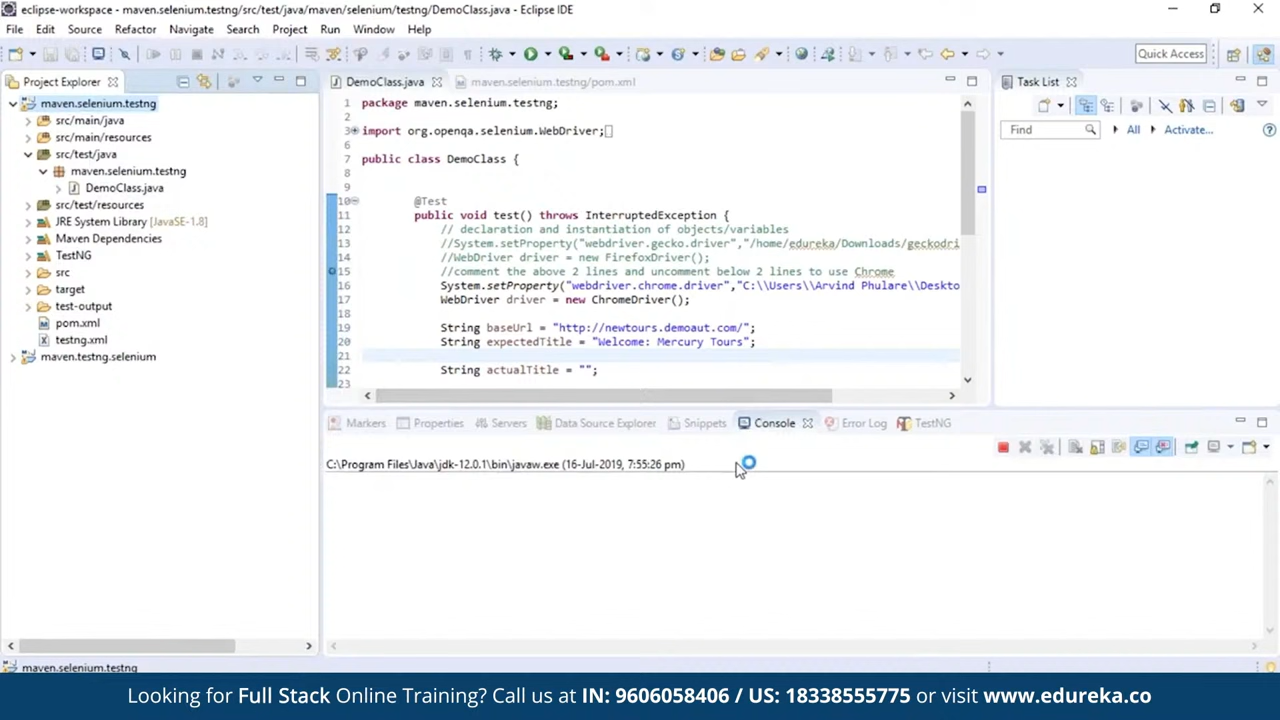 eclipse-workspace - maven.selenium.testng/src/test/java/maven/selenium/testng/DemoClass.java - Eclipse IDE
File Edit Source Refactor Navigate Search Project Run Window Help
Quick Access
Project Explorer
maven.selenium.testng
src/main/java
src/main/resources
src/test/java
maven.selenium.testng
DemoClass.java
src/test/resources
JRE System Library [JavaSE-1.8]
Maven Dependencies
TestNG
src
target
test-output
pom.xml
testng.xml
maven.testng.selenium
DemoClass.java maven.selenium.testng/pom.xml
1 package maven.selenium.testng;
2
3 import org.openqa.selenium.WebDriver;
6
7 public class DemoClass {
8
9
10 @Test
11 public void test() throws InterruptedException {
12 // declaration and instantiation of objects/variables
13 //System.setProperty("webdriver.gecko.driver","/home/edureka/Downloads/geckodri
14 //WebDriver driver = new FirefoxDriver();
15 //comment the above 2 lines and uncomment below 2 lines to use Chrome
16 System.setProperty("webdriver.chrome.driver","C:\\Users\\Arvind Phulare\\Deskto
17 WebDriver driver = new ChromeDriver();
18
19 String baseUrl = "http://newtours.demoaut.com/";
20 String expectedTitle = "Welcome: Mercury Tours";
21
22 String actualTitle = "";
23
Task List
Find All Activate...
Markers Properties Servers Data Source Explorer Snippets Console Error Log TestNG
C:\Program Files\Java\jdk-12.0.1\bin\javaw.exe (16-Jul-2019, 7:55:26 pm)
maven.selenium.testng
Looking for Full Stack Online Training? Call us at IN: 9606058406 / US: 18338555775 or visit www.edureka.co